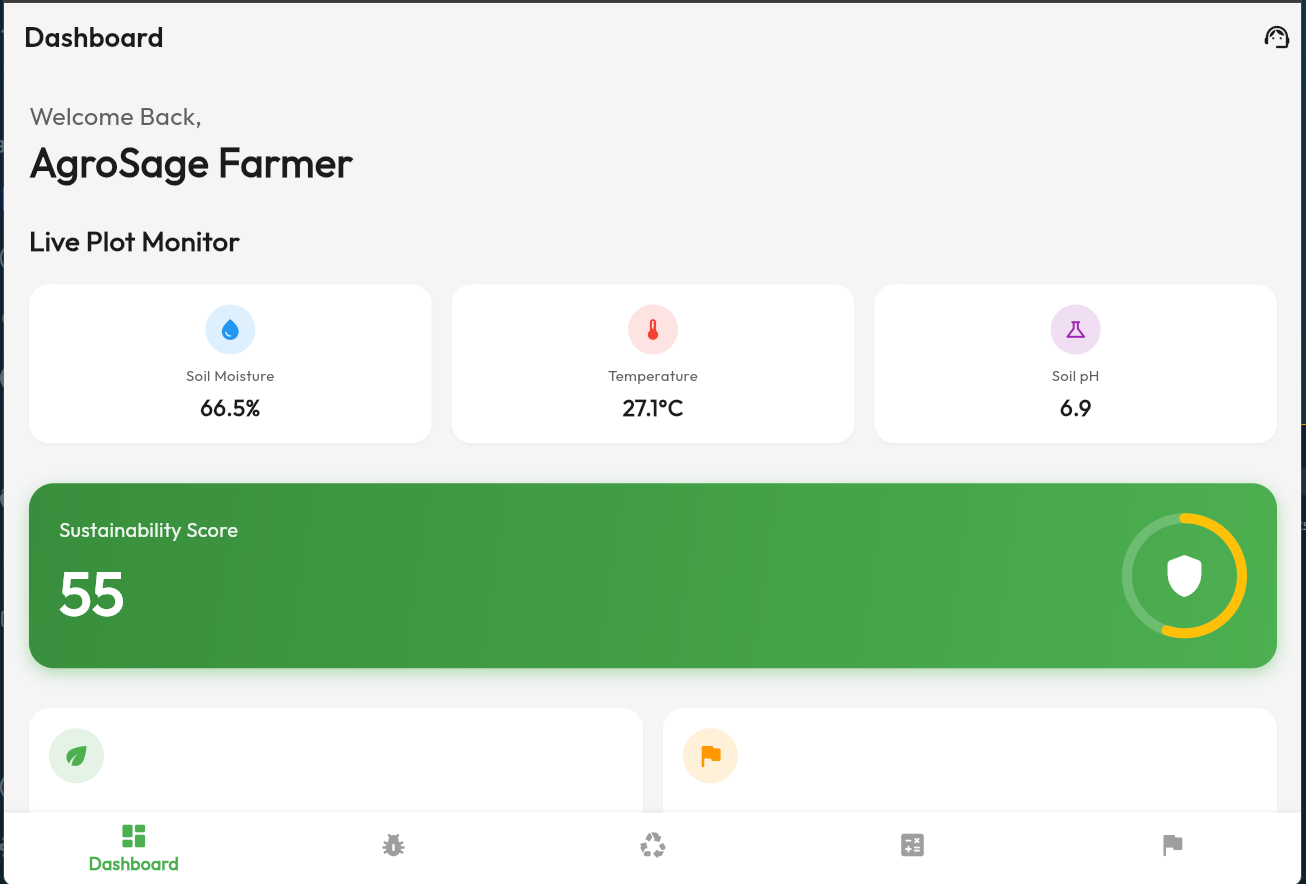 Dashboard
Welcome Back,
AgroSage Farmer
Live Plot Monitor
Soil Moisture
66.5%
Temperature
27.1°C
Soil pH
6.9
Sustainability Score
55
Dashboard